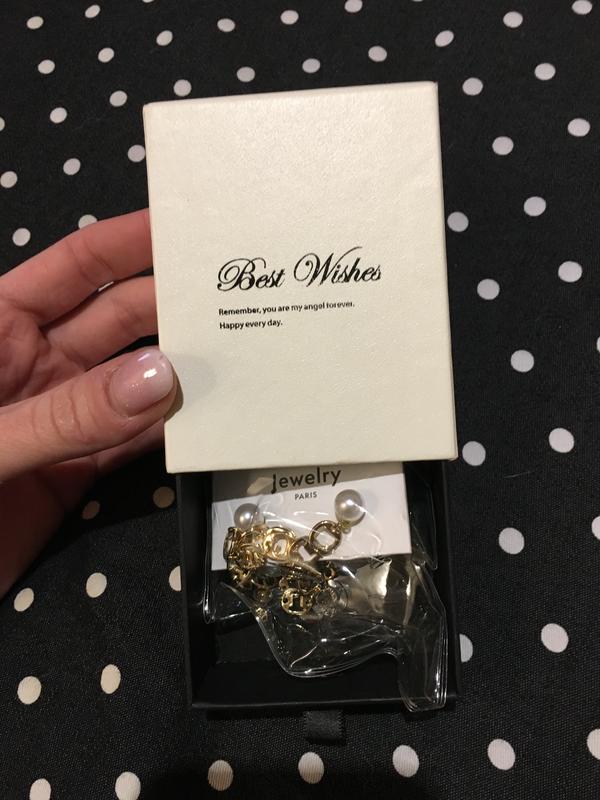 Best Wishes
Remember, you are my angel forever.
Happy every day.
Jewelry
PARIS